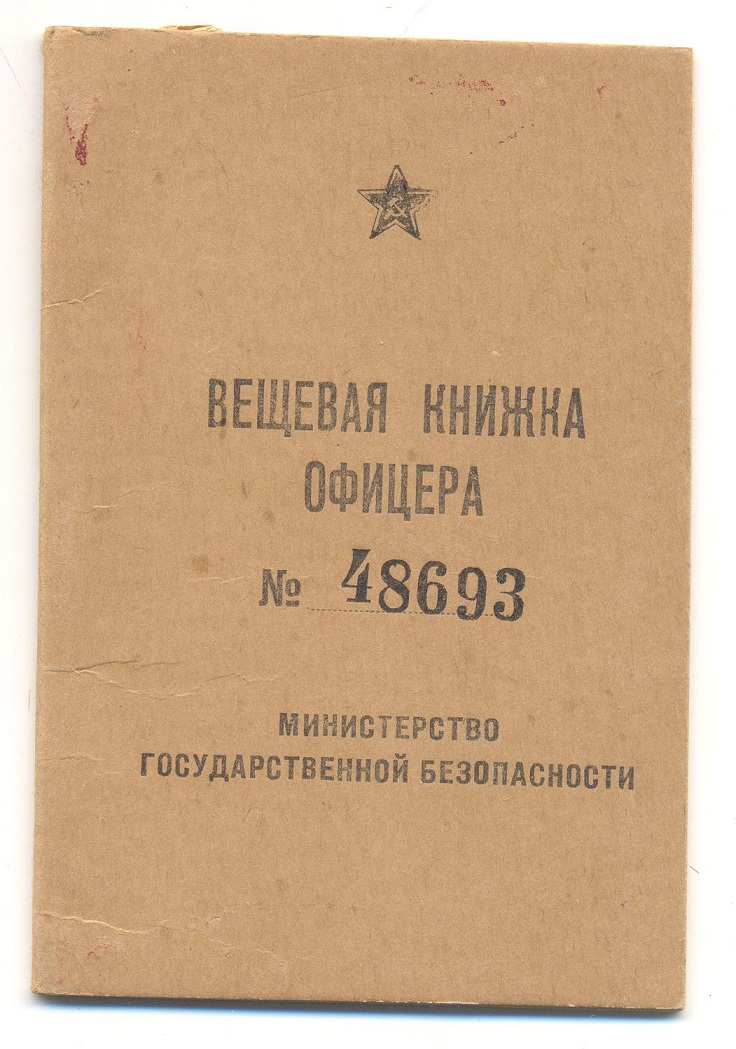 ВЕЩЕВАЯ КНИЖКА
ОФИЦЕРА
№ 48693
МИНИСТЕРСТВО
ГОСУДАРСТВЕННОЙ БЕЗОПАСНОСТИ